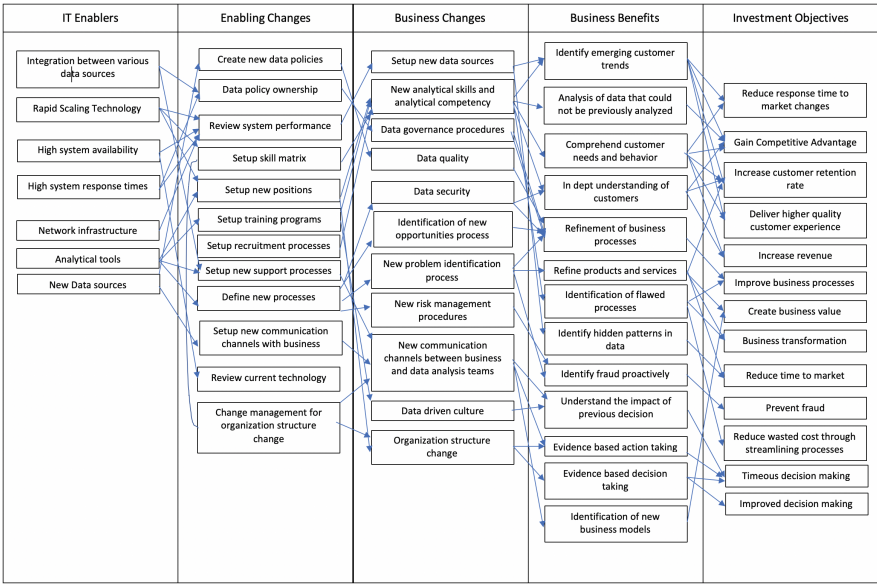 IT Enablers
Enabling Changes
Business Changes
Business Benefits
Investment Objectives
Integration between various
data sources
Rapid Scaling Technology
High system availability
High system response times
Network infrastructure
Analytical tools
New Data sources
Create new data policies
Data policy ownership
Review system performance
Setup skill matrix
Setup new positions
Setup training programs
Setup recruitment processes
Setup new support processes
Define new processes
Setup new communication
channels with business
Review current technology
Change management for
organization structure
change
Setup new data sources
New analytical skills and
analytical competency
Data governance procedures
Data quality
Data security
Identification of new
opportunities process
New problem identification
process
New risk management
procedures
New communication
channels between business
and data analysis teams
Data driven culture
Organization structure
change
Identify emerging customer
trends
Analysis of data that could
not be previously analyzed
Comprehend customer
needs and behavior
In dept understanding of
customers
Refinement of business
processes
Refine products and services
Identification of flawed
processes
Identify hidden patterns in
data
Identify fraud proactively
Understand the impact of
previous decision
Evidence based action taking
Evidence based decision
taking
Identification of new
business models
Reduce response time to
market changes
Gain Competitive Advantage
Increase customer retention
rate
Deliver higher quality
customer experience
Increase revenue
Improve business processes
Create business value
Business transformation
Reduce time to market
Prevent fraud
Reduce wasted cost through
streamlining processes
Timeous decision making
Improved decision making